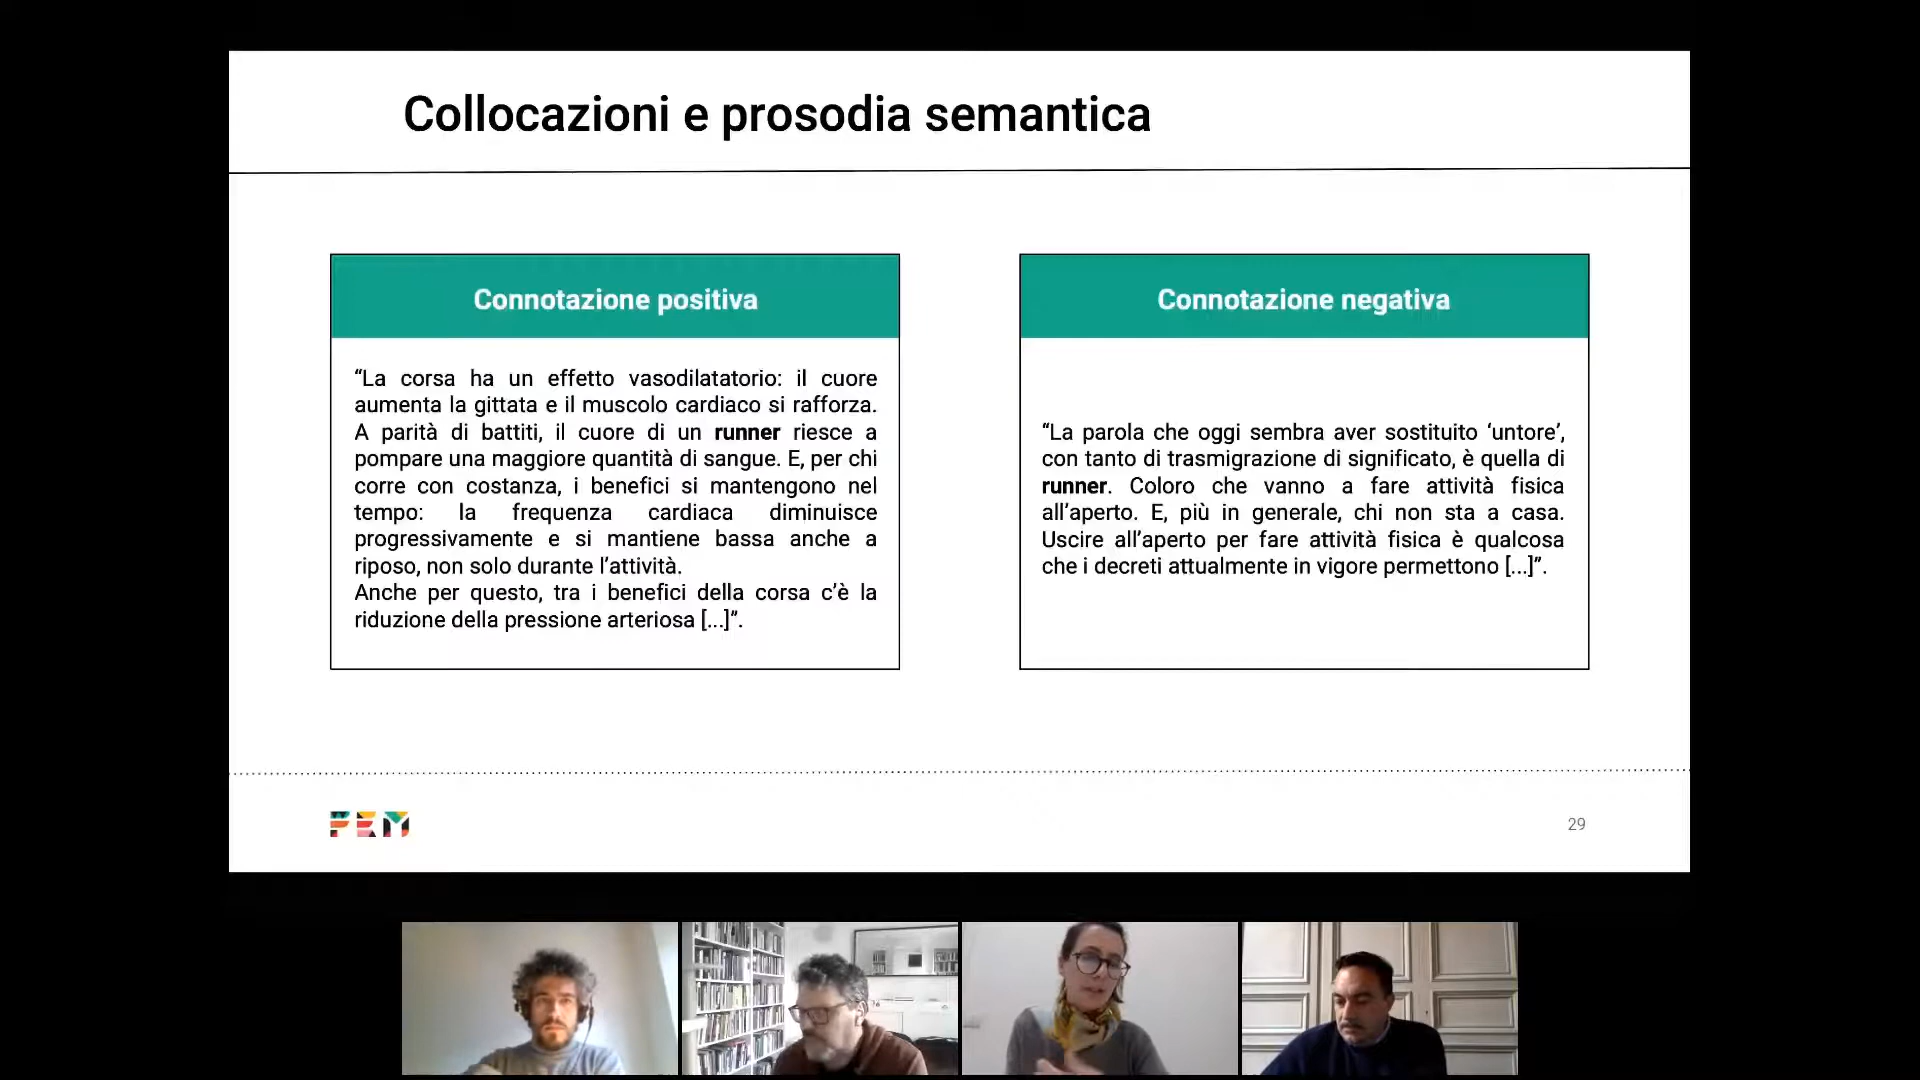 Collocazioni e prosodia semantica
Connotazione positiva
“La corsa ha un effetto vasodilatatorio: il cuore
aumenta la gittata e il muscolo cardiaco si rafforza.
A parità di battiti, il cuore di un runner riesce a
pompare una maggiore quantità di sangue. E, per chi
corre con costanza, i benefici si mantengono nel
tempo: la frequenza cardiaca diminuisce
progressivamente e si mantiene bassa anche a
riposo, non solo durante l’attività.
Anche per questo, tra i benefici della corsa c’è la
riduzione della pressione arteriosa [...]”.
Connotazione negativa
“La parola che oggi sembra aver sostituito ‘untore’,
con tanto di trasmigrazione di significato, è quella di
runner. Coloro che vanno a fare attività fisica
all’aperto. E, più in generale, chi non sta a casa.
Uscire all’aperto per fare attività fisica è qualcosa
che i decreti attualmente in vigore permettono [...]”.
FEM
29